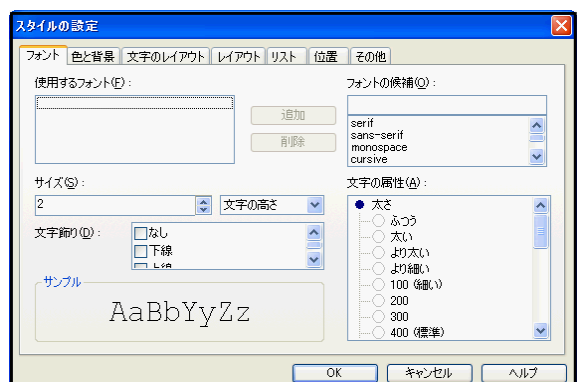 スタイルの設定
フォント 色と背景 文字のレイアウト レイアウト リスト 位置 その他
使用するフォント(F) :
追加
削除
フォントの候補(O) :
serif
sans-serif
monospace
cursive
サイズ(S) :
2 文字の高さ
文字飾り(D) :
なし
下線
上線
サンプル
AaBbYyZz
文字の属性(A) :
太さ
ふつう
太い
より太い
より細い
100 (細い)
200
300
400 (標準)
OK キャンセル ヘルプ